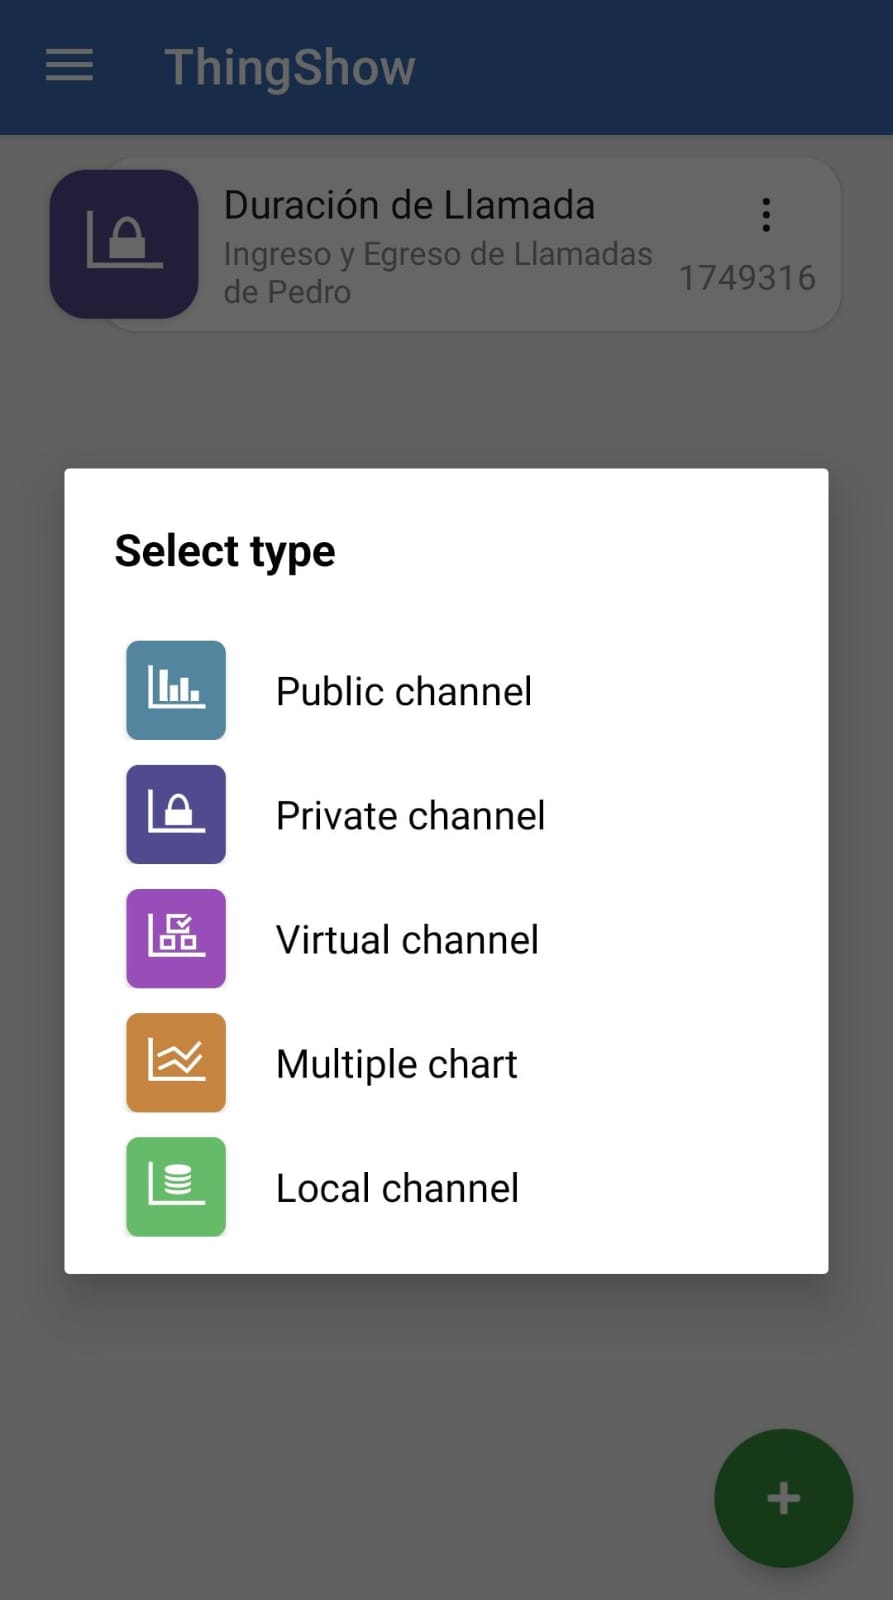 ThingShow
Duración de Llamada
Ingreso y Egreso de Llamadas
de Pedro
1749316
Select type
Public channel
Private channel
Virtual channel
Multiple chart
Local channel